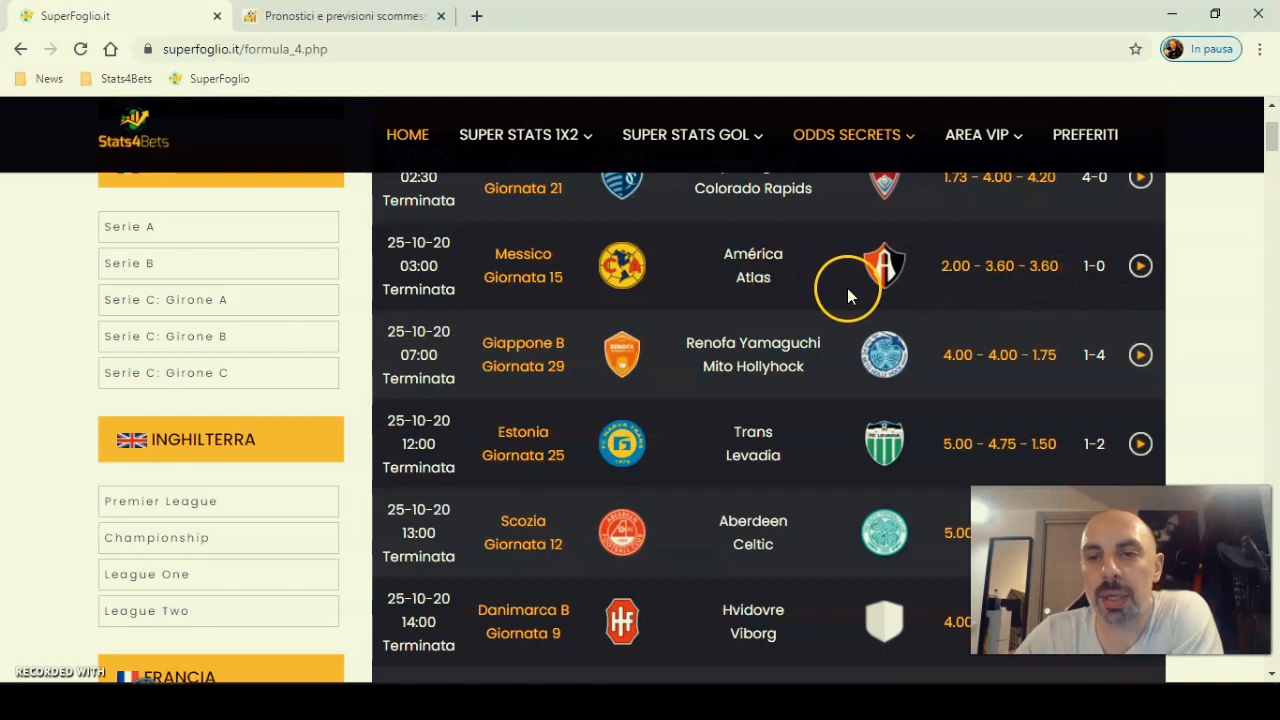 SuperFoglio.it
Pronostici e previsioni scommes
superfoglio.it/formula_4.php
In pausa
News
Stats4Bets
SuperFoglio
Stats4Bets
HOME
SUPER STATS 1X2
SUPER STATS GOL
ODDS SECRETS
AREA VIP
PREFERITI
Serie A
Serie B
Serie C: Girone A
Serie C: Girone B
Serie C: Girone C
INGHILTERRA
Premier League
Championship
League One
League Two
FRANCIA
02:30
Terminata
Giornata 21
Colorado Rapids
1.73 - 4.00 - 4.20
4-0
25-10-20
03:00
Terminata
Messico
Giornata 15
América
Atlas
2.00 - 3.60 - 3.60
1-0
25-10-20
07:00
Terminata
Giappone B
Giornata 29
Renofa Yamaguchi
Mito Hollyhock
4.00 - 4.00 - 1.75
1-4
25-10-20
12:00
Terminata
Estonia
Giornata 25
Trans
Levadia
5.00 - 4.75 - 1.50
1-2
25-10-20
13:00
Terminata
Scozia
Giornata 12
Aberdeen
Celtic
5.00
25-10-20
14:00
Terminata
Danimarca B
Giornata 9
Hvidovre
Viborg
4.00
RECORDED WITH